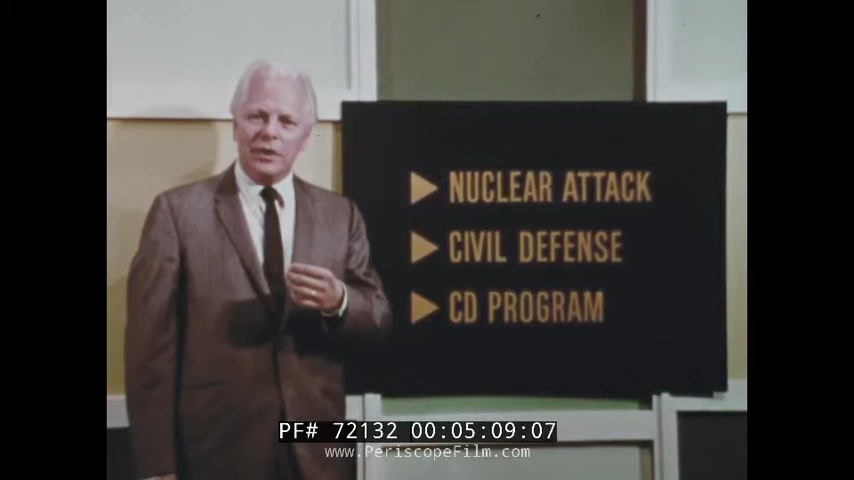 ▶ NUCLEAR ATTACK
▶ CIVIL DEFENSE
▶ CD PROGRAM
PF# 72132 00:05:09:07
www.PeriscopeFilm.com